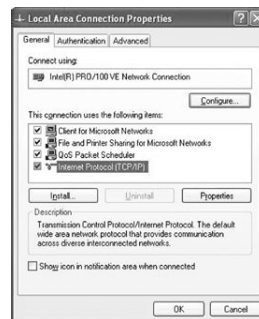 Local Area Connection Properties
General Authentication Advanced
Connect using:
Intel(R) PRO/100 VE Network Connection
Configure...
This connection uses the following items:
Client for Microsoft Networks
File and Printer Sharing for Microsoft Networks
QoS Packet Scheduler
Internet Protocol (TCP/IP)
Install... Uninstall Properties
Description
Transmission Control Protocol/Internet Protocol. The default
wide area network protocol that provides communication
across diverse interconnected networks.
Show icon in notification area when connected
OK Cancel